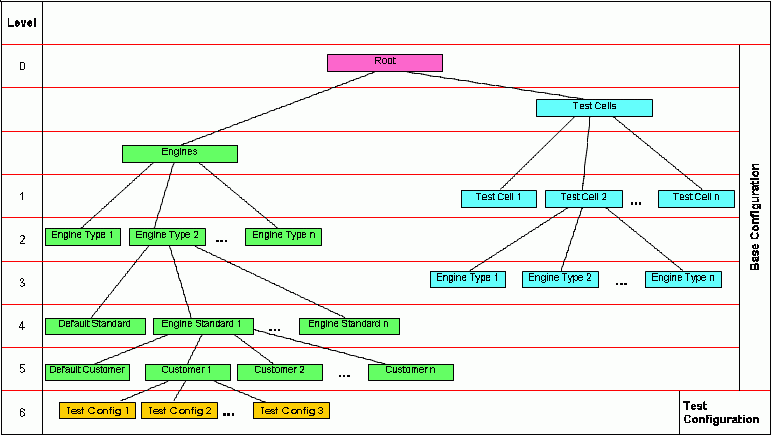 Level
0
Root
Test Cells
Engines
1
Test Cell 1
Test Cell 2
...
Test Cell n
2
Engine Type 1
Engine Type 2
...
Engine Type n
3
Engine Type 1
Engine Type 2
...
Engine Type n
4
Default Standard
Engine Standard 1
...
Engine Standard n
5
Default Customer
Customer 1
Customer 2
...
Customer n
6
Test Config 1
Test Config 2
...
Test Config 3
Base Configuration
Test
Configuration